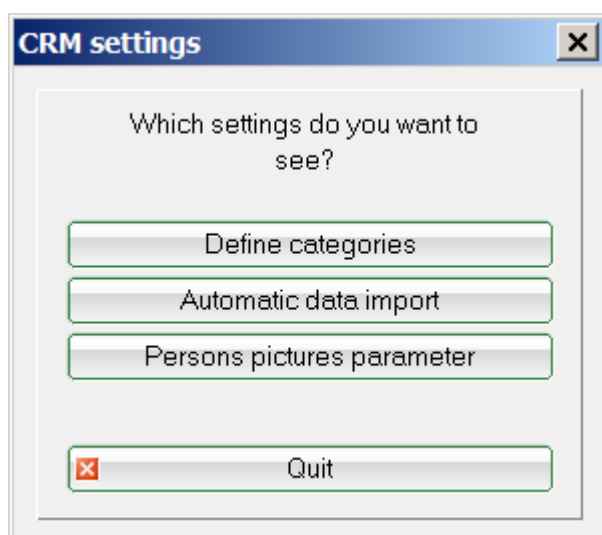 CRM settings
Which settings do you want to
see?
Define categories
Automatic data import
Persons pictures parameter
Quit